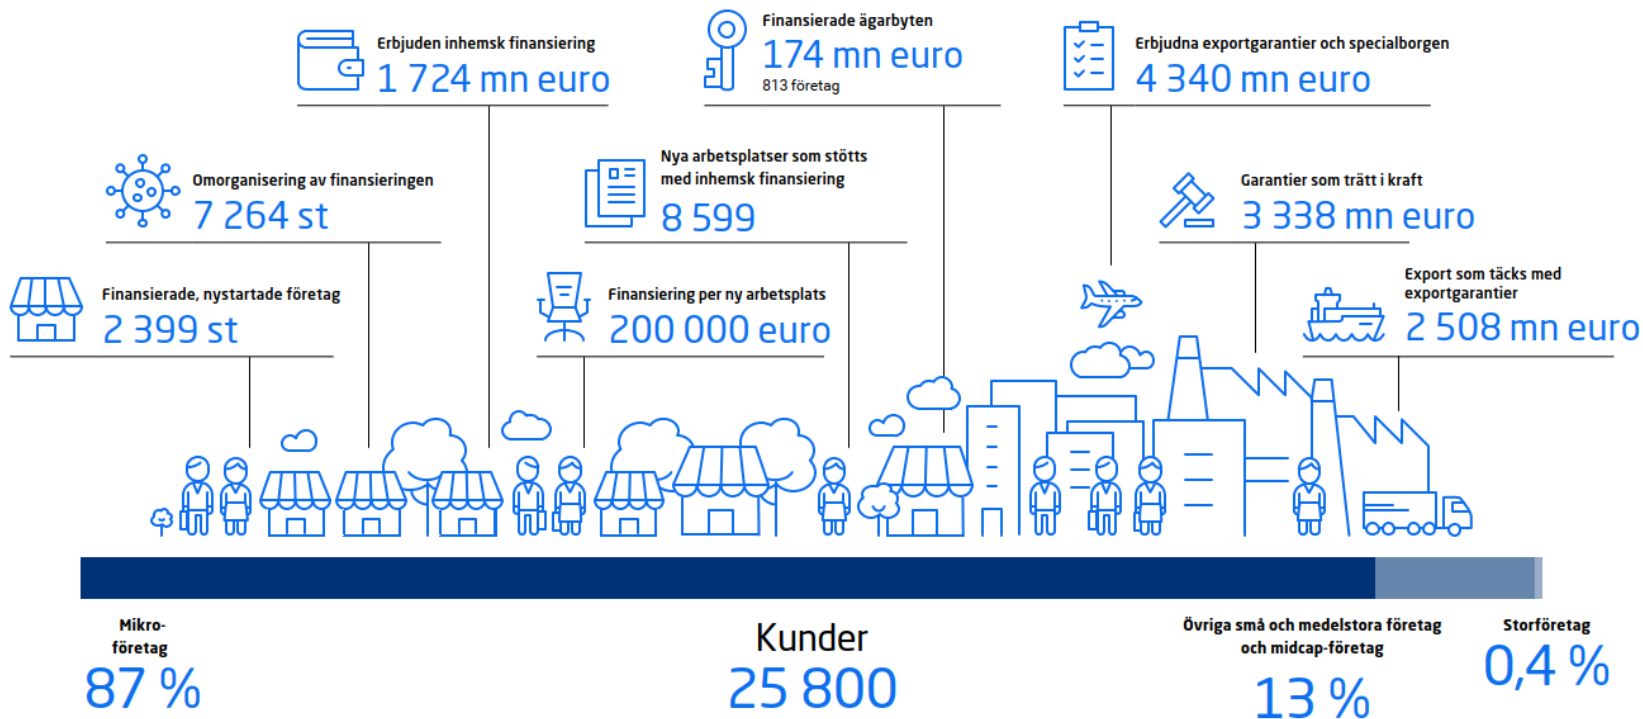 Erbjuden inhemsk finansiering
1 724 mn euro
Finansierade ägarbyten
174 mn euro
813 företag
Erbjudna exportgarantier och specialborgen
4 340 mn euro
Omorganisering av finansieringen
7 264 st
Nya arbetsplatser som stötts
med inhemsk finansiering
8 599
Garantier som trätt i kraft
3 338 mn euro
Finansierade, nystartade företag
2 399 st
Finansiering per ny arbetsplats
200 000 euro
Export som täcks med
exportgarantier
2 508 mn euro
Mikro-
företag
87 %
Kunder
25 800
Övriga små och medelstora företag
och midcap-företag
13 %
Storföretag
0,4 %